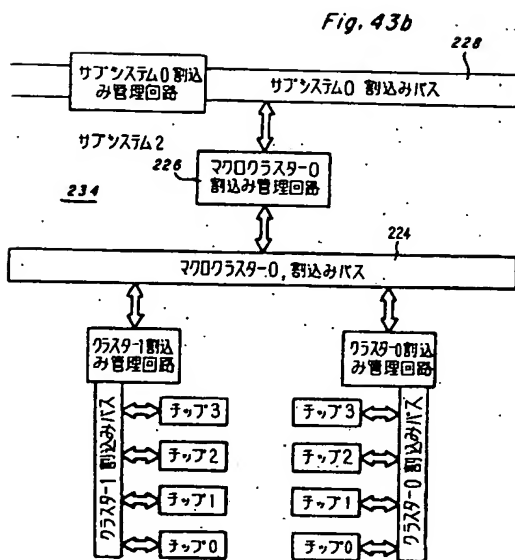 Fig. 43b
228
サブシステム0 割込
み管理回路
サブシステム0 割込みバス
サブシステム2
226
マクロクラスター0
割込み管理回路
234
224
マクロクラスター0, 割込みバス
クラスター1 割込
み管理回路
クラスター0 割込
み管理回路
クラスター1 割込みバス
チップ3
チップ2
チップ1
チップ0
チップ3
チップ2
チップ1
チップ0
クラスター0 割込みバス